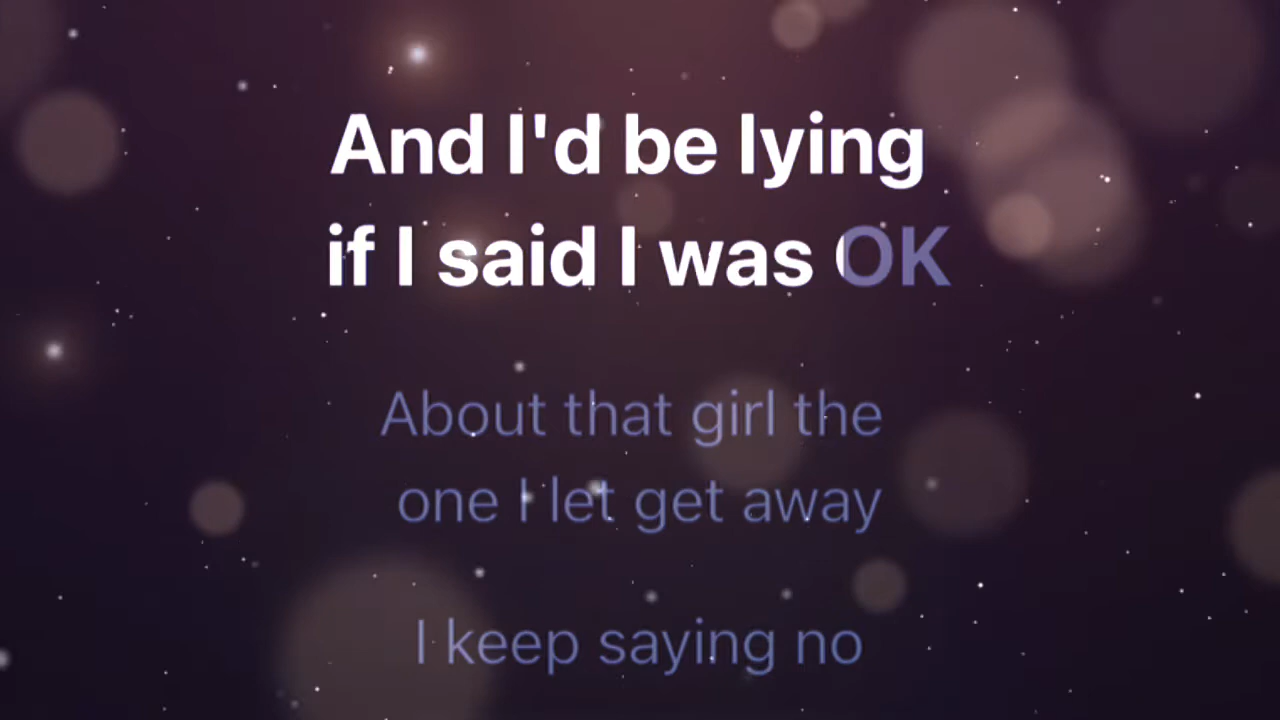 And I'd be lying
if I said I was OK
About that girl the
one I let get away
I keep saying no